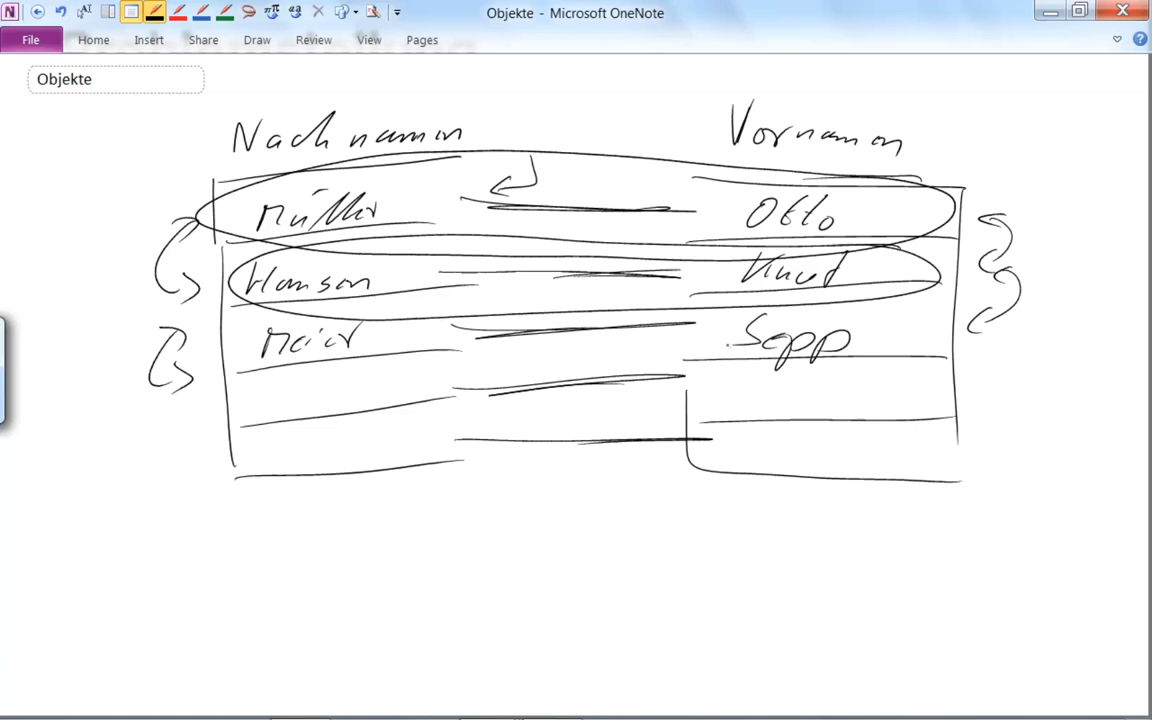 Objekte - Microsoft OneNote
File Home Insert Share Draw Review View Pages
Objekte
Nachnamen Vornamen
Müller Otto
Hansen Knud
Meier Sepp